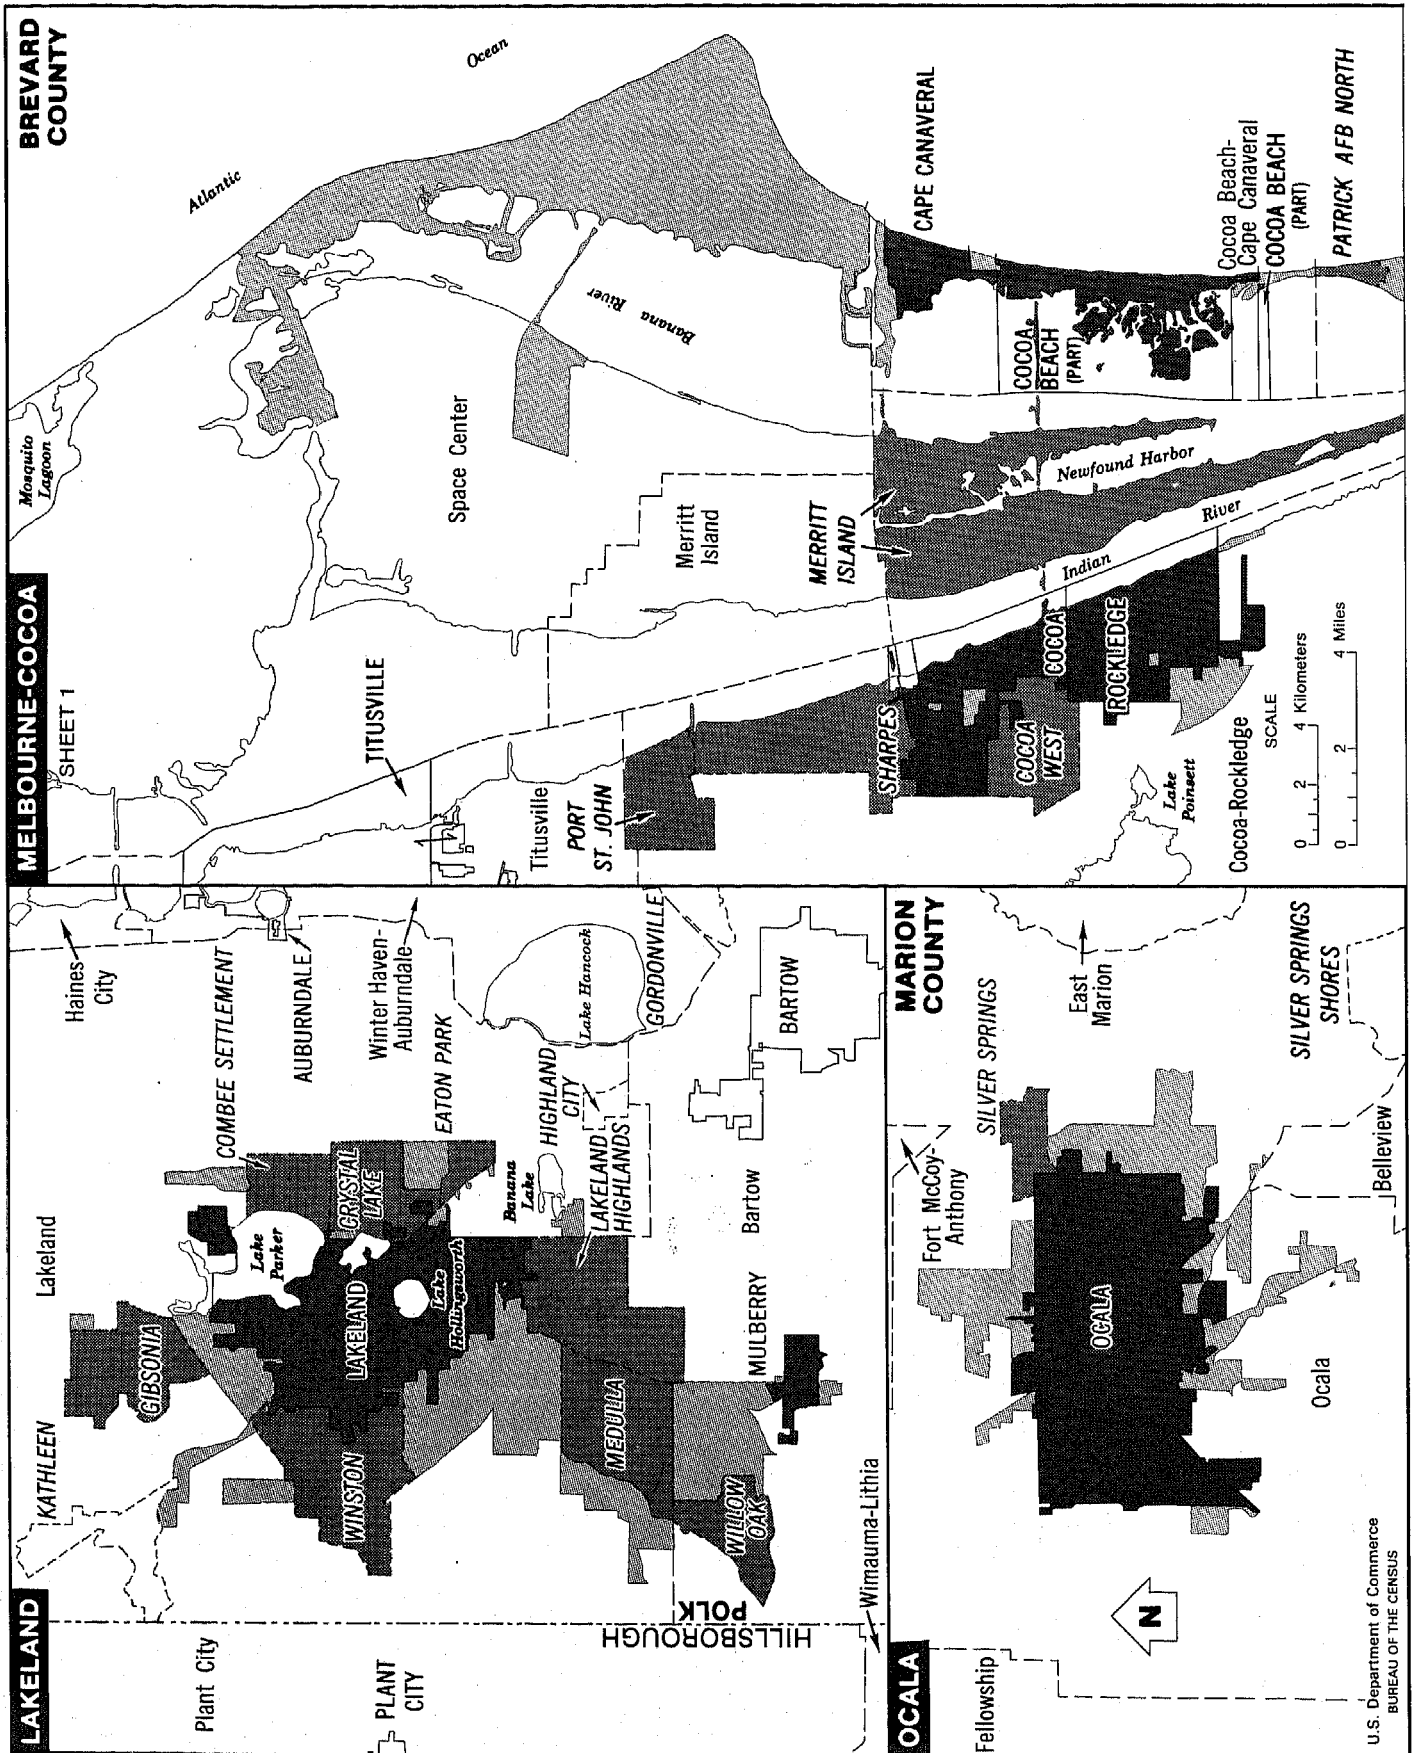 LAKELAND
Lakeland
KATHLEEN
GIBSONIA
Haines
City
COMBEE SETTLEMENT
AUBURNDALE
Winter Haven-
Auburndale
EATON PARK
Lake
Parker
CRYSTAL
LAKE
LAKELAND
Lake
Hollingsworth
WINSTON
Plant City
PLANT
CITY
Banana
Lake
HIGHLAND
CITY
LAKELAND
HIGHLANDS
Lake Hancock
GORDONVILLE
MEDULLA
WILLOW
OAK
MULBERRY
Bartow
BARTOW
HILLSBOROUGH
POLK
Wimauma-Lithia
MELBOURNE-COCOA
SHEET 1
BREVARD
COUNTY
Mosquito
Lagoon
Atlantic
Ocean
TITUSVILLE
Space Center
Banana River
Titusville
PORT
ST. JOHN
Merritt
Island
MERRITT
ISLAND
CAPE CANAVERAL
SHARPES
COCOA
COCOA
WEST
ROCKLEDGE
Indian
River
Newfound Harbor
COCOA
BEACH
(PART)
Cocoa Beach-
Cape Canaveral
COCOA BEACH
(PART)
PATRICK AFB NORTH
Lake
Poinsett
Cocoa-Rockledge
SCALE
0 2 4 Kilometers
0 2 4 Miles
OCALA
MARION
COUNTY
Fellowship
Fort McCoy-
Anthony
SILVER SPRINGS
East
Marion
OCALA
SILVER SPRINGS
SHORES
Belleview
Ocala
N
U.S. Department of Commerce
BUREAU OF THE CENSUS